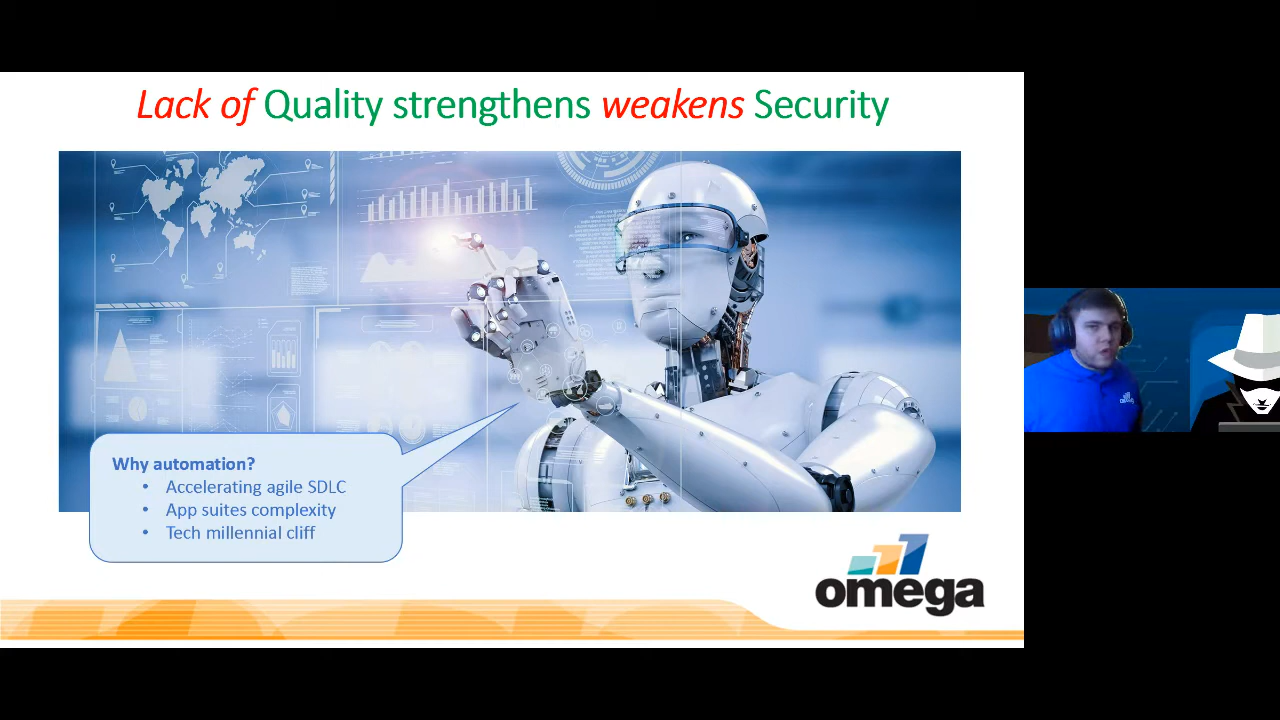 Lack of Quality strengthens weakens Security
Why automation?
• Accelerating agile SDLC
• App suites complexity
• Tech millennial cliff
omega